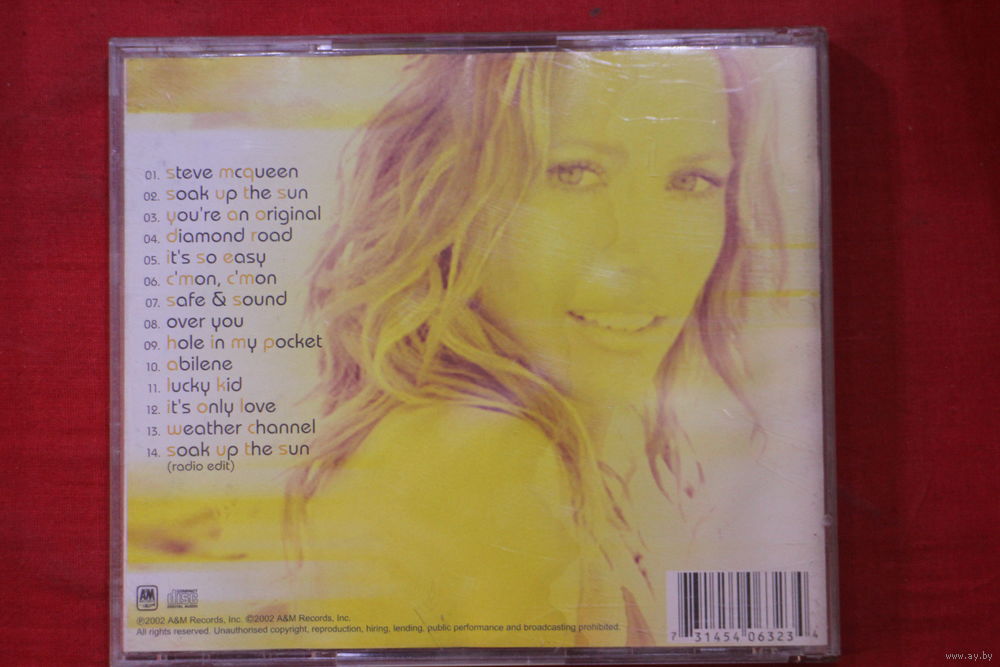 01. steve mcqueen
02. soak up the sun
03. you're an original
04. diamond road
05. it's so easy
06. c'mon, c'mon
07. safe & sound
08. over you
09. hole in my pocket
10. abilene
11. lucky kid
12. it's only love
13. weather channel
14. soak up the sun
(radio edit)
A&M
COMPACT
disc
DIGITAL AUDIO
℗2002 A&M Records, Inc. ©2002 A&M Records, Inc.
All rights reserved. Unauthorised copyright, reproduction, hiring, lending, public performance and broadcasting prohibited.
7 31454 06323 4
www.ay.by